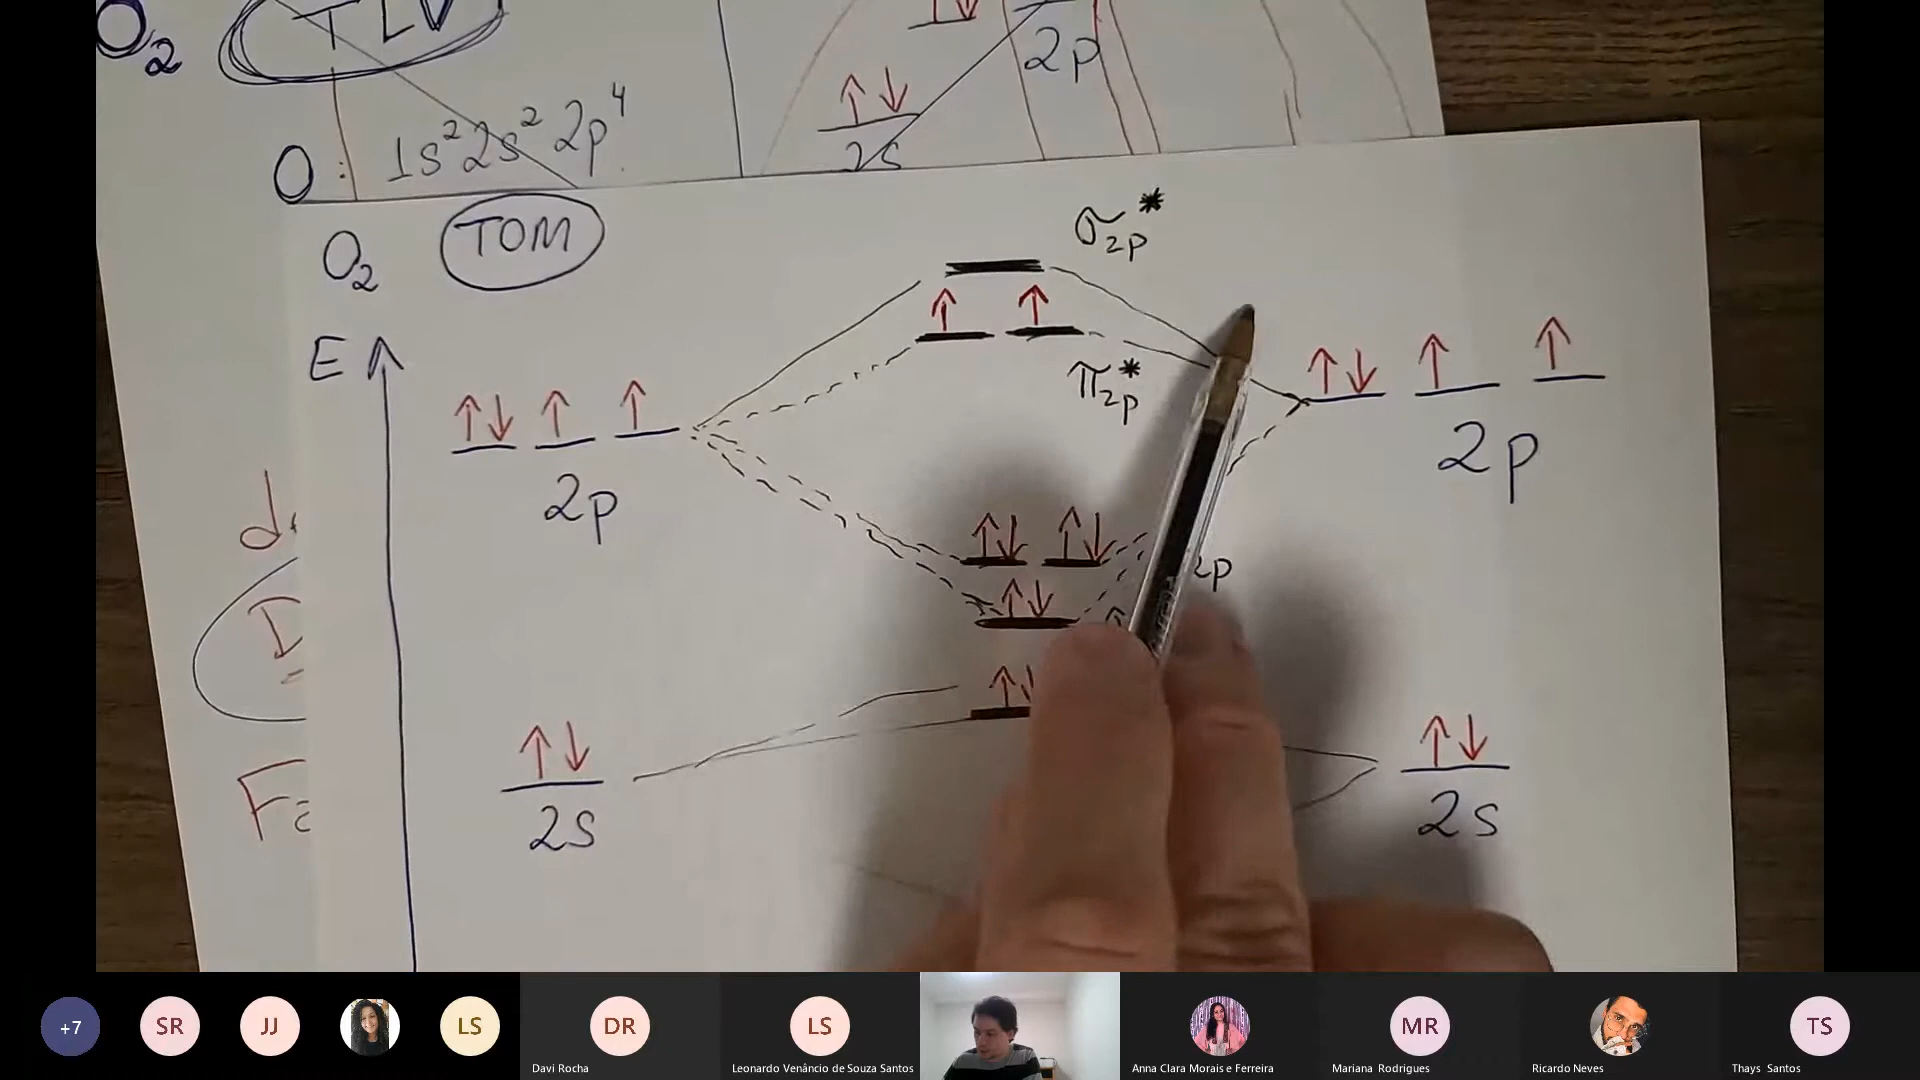 O₂ TLV
2p
O: 1s² 2s² 2p⁴
2s
O₂ TOM
σ₂p*
E
π₂p*
2p
2p
2p
2s
2s
+7
SR
JJ
LS
DR
LS
MR
TS
Davi Rocha
Leonardo Venâncio de Souza Santos
Anna Clara Morais e Ferreira
Mariana Rodrigues
Ricardo Neves
Thays Santos